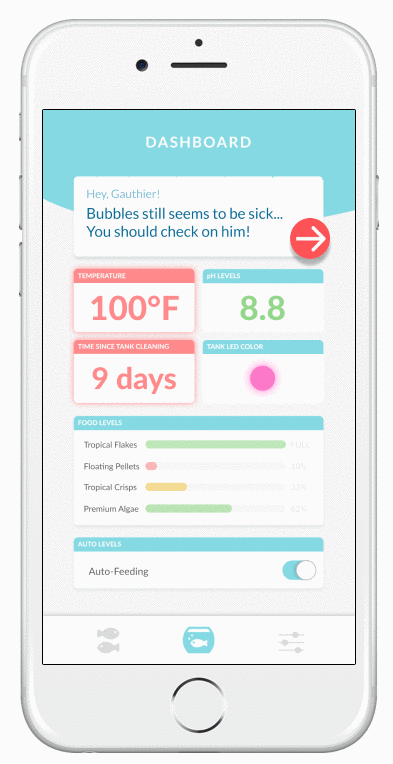 DASHBOARD
Hey, Gauthier!
Bubbles still seems to be sick...
You should check on him!
TEMPERATURE
pH LEVELS
100°F
8.8
TIME SINCE TANK CLEANING
TANK LED COLOR
9 days
FOOD LEVELS
Tropical Flakes FULL
Floating Pellets 10%
Tropical Crisps 33%
Premium Algae 62%
AUTO LEVELS
Auto-Feeding